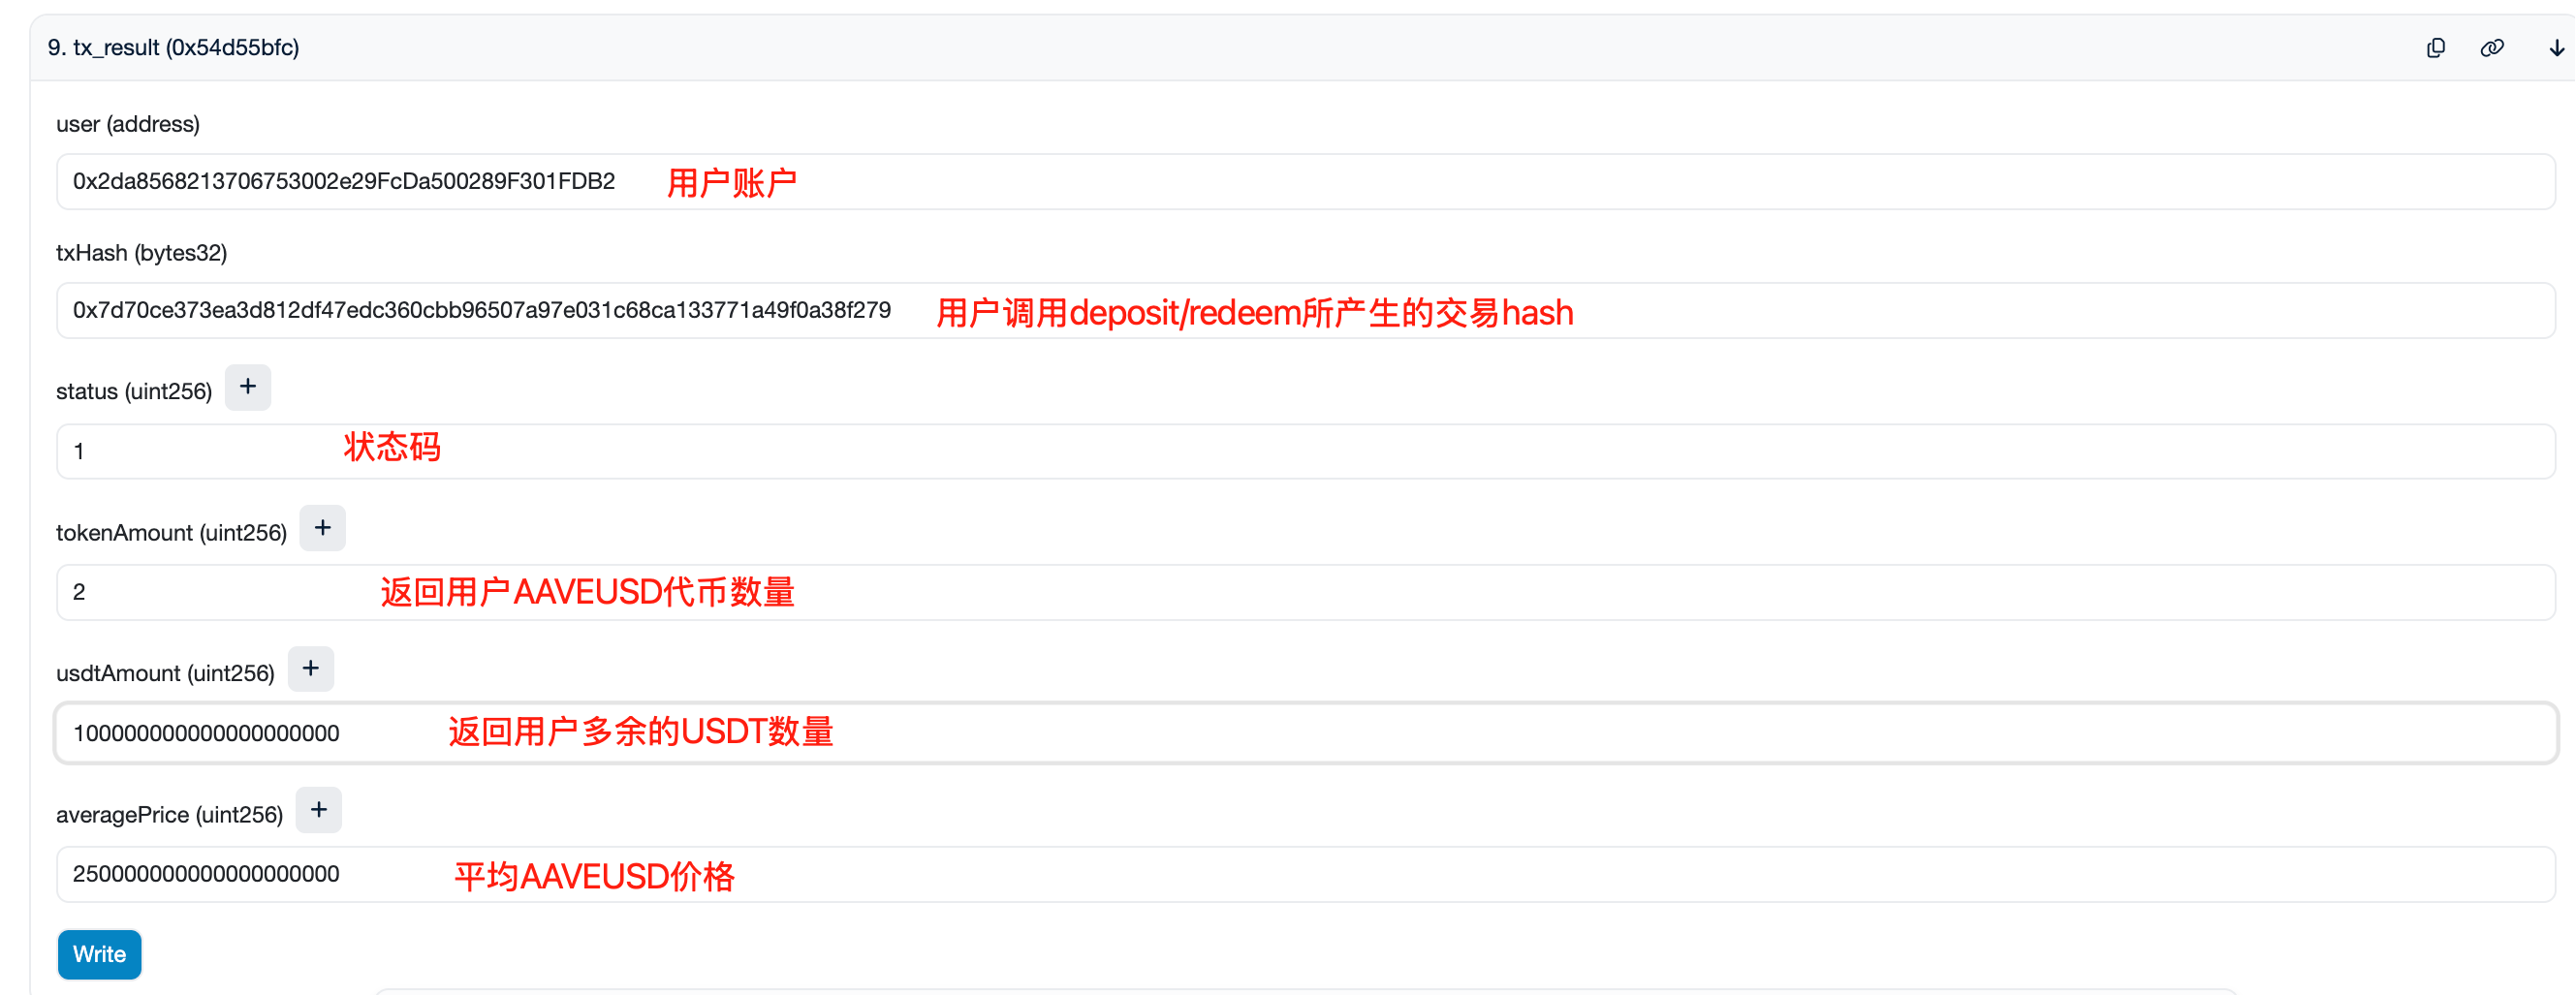 9. tx_result (0x54d55bfc)
user (address)
0x2da8568213706753002e29FcDa500289F301FDB2 用户账户
txHash (bytes32)
0x7d70ce373ea3d812df47edc360cbb96507a97e031c68ca133771a49f0a38f279 用户调用deposit/redeem所产生的交易hash
status (uint256) +
1 状态码
tokenAmount (uint256) +
2 返回用户AAVEUSD代币数量
usdtAmount (uint256) +
100000000000000000000 返回用户多余的USDT数量
averagePrice (uint256) +
250000000000000000000 平均AAVEUSD价格
Write